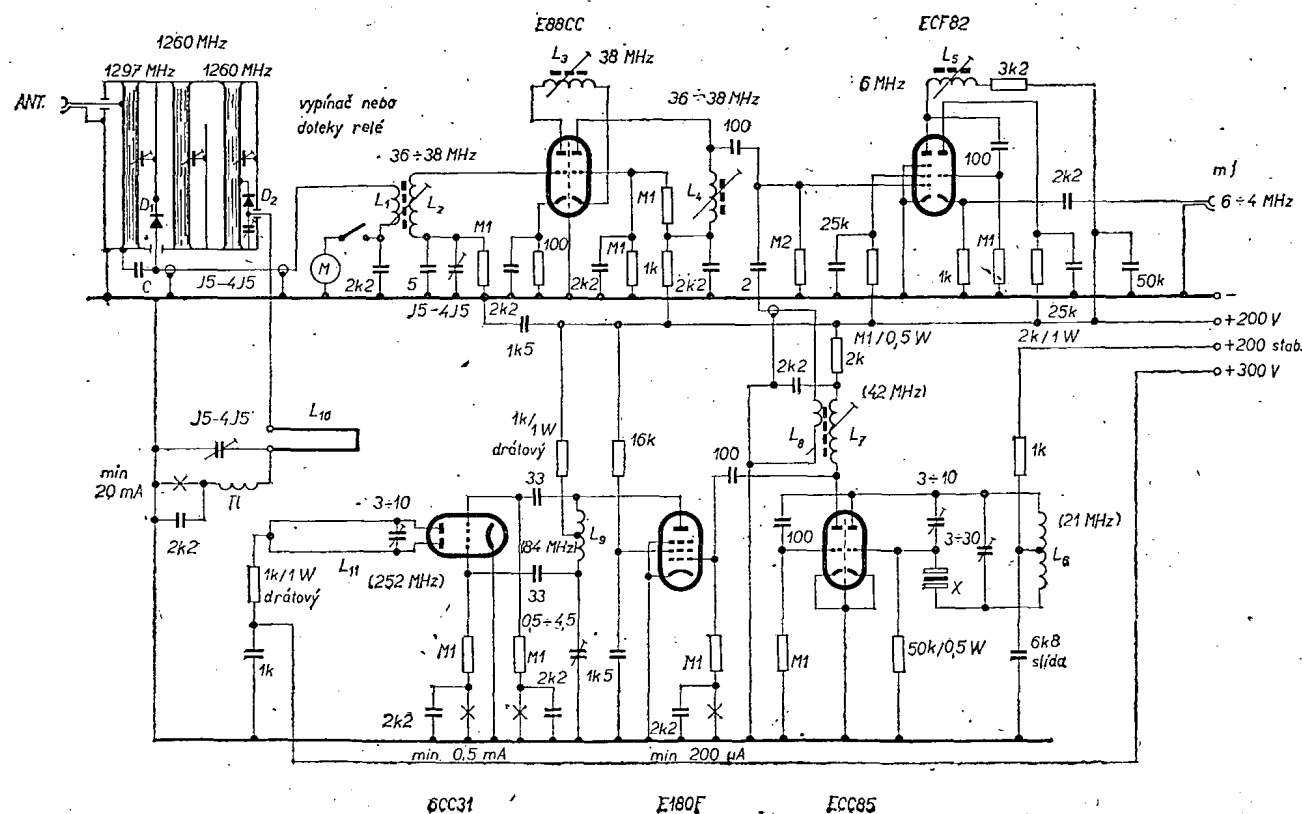 E88CC
ECF82
1260 MHz
1297 MHz
1260 MHz
ANT.
vypínač nebo
doteky relé
L3
38 MHz
36÷38 MHz
100
6 MHz
L5
3k2
100
2k2
mf
6÷4 MHz
36÷38 MHz
D1
D2
L1
L2
M1
L4
M1
M1
M2
25k
1k
M1
C
J5-4J5
M
2k2
5
J5-4J5
2k2
100
2k2
1k
2k2
2
25k
50k
-
1k5
M1/0,5 W
2k/1W
+200 V
+200 stab.
+300 V
2k
2k2
(42 MHz)
J5-4J5
L10
1k/1W
drátový
16k
L8
L7
1k
min
20 mA
Tl
2k2
3÷10
33
L9
100
3÷10
(21 MHz)
L11
(252 MHz)
(84 MHz)
100
3÷30
L6
X
1k/1W
drátový
33
0,5÷4,5
1k
M1
M1
2k2
1k5
M1
M1
50k/0,5 W
6k8
slída
2k2
2k2
min. 0,5 mA
min 200 µA
6CC31
E180F
ECC85